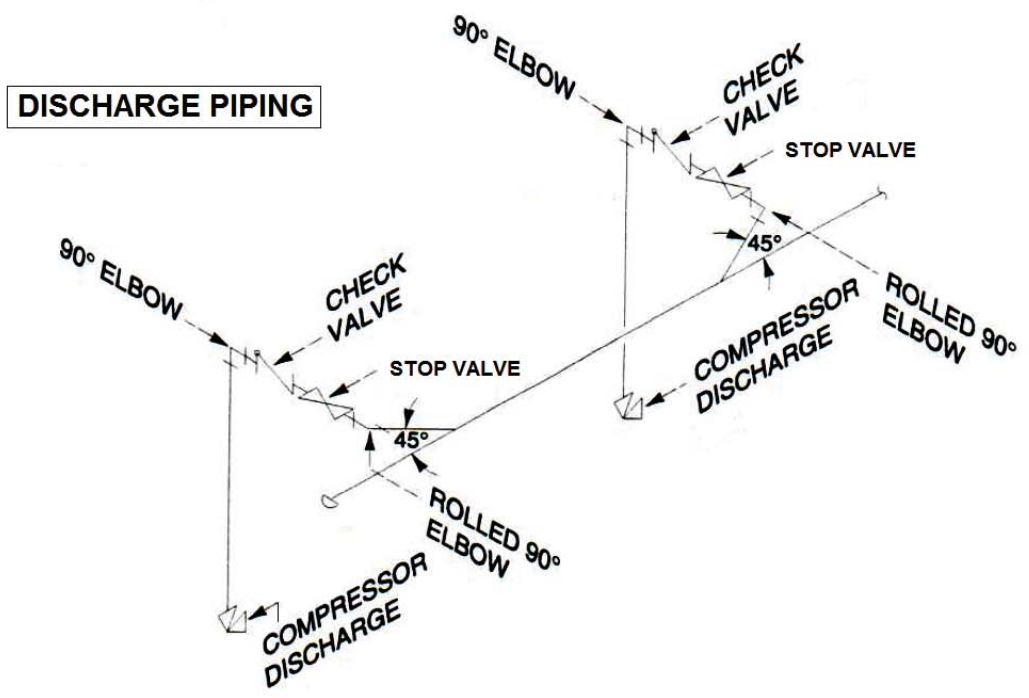 DISCHARGE PIPING
90° ELBOW
CHECK
VALVE
STOP VALVE
45°
ROLLED 90°
ELBOW
COMPRESSOR
DISCHARGE
90° ELBOW
CHECK
VALVE
STOP VALVE
45°
ROLLED 90°
ELBOW
COMPRESSOR
DISCHARGE